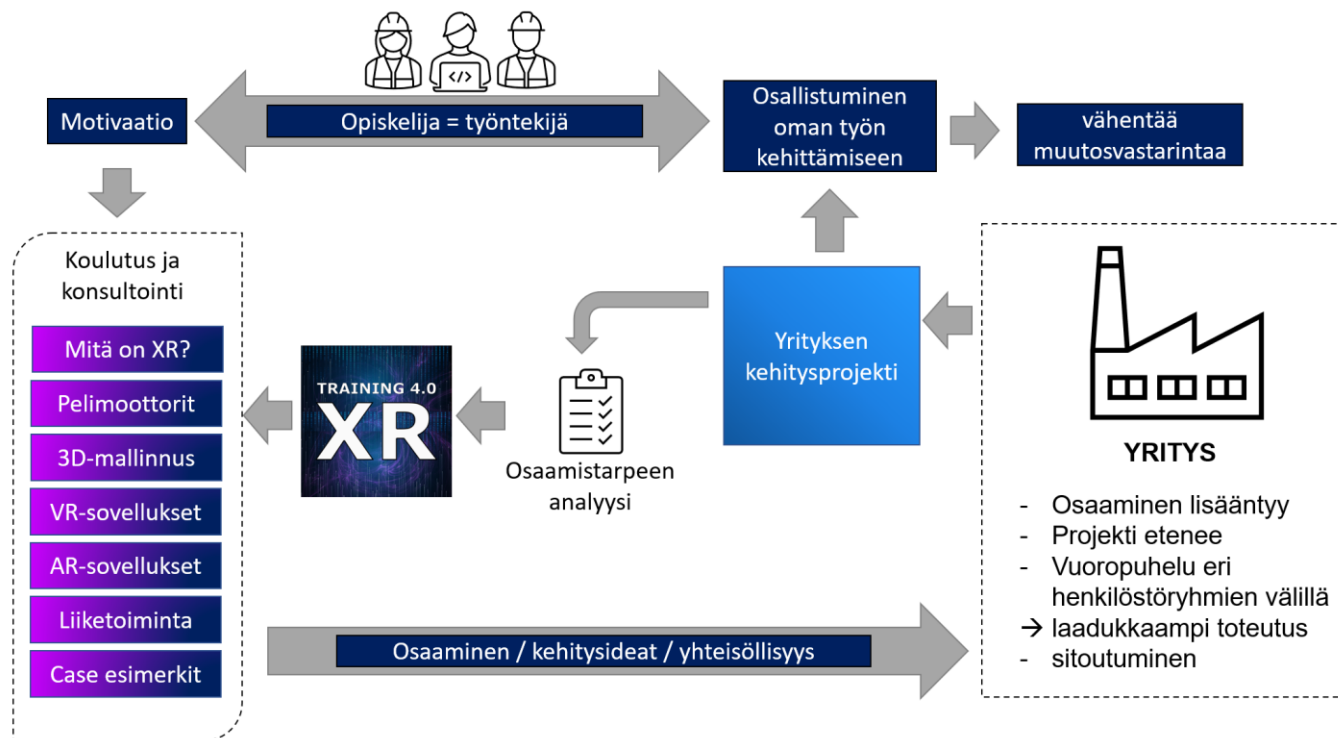 </>
Motivaatio
Opiskelija = työntekijä
Osallistuminen
oman työn
kehittämiseen
vähentää
muutosvastarintaa
Koulutus ja
konsultointi
Mitä on XR?
Pelimoottorit
3D-mallinnus
VR-sovellukset
AR-sovellukset
Liiketoiminta
Case esimerkit
TRAINING 4.0
XR
Osaamistarpeen
analyysi
Yrityksen
kehitysprojekti
YRITYS
- Osaaminen lisääntyy
- Projekti etenee
- Vuoropuhelu eri
henkilöstöryhmien välillä
→ laadukkaampi toteutus
- sitoutuminen
Osaaminen / kehitysideat / yhteisöllisyys